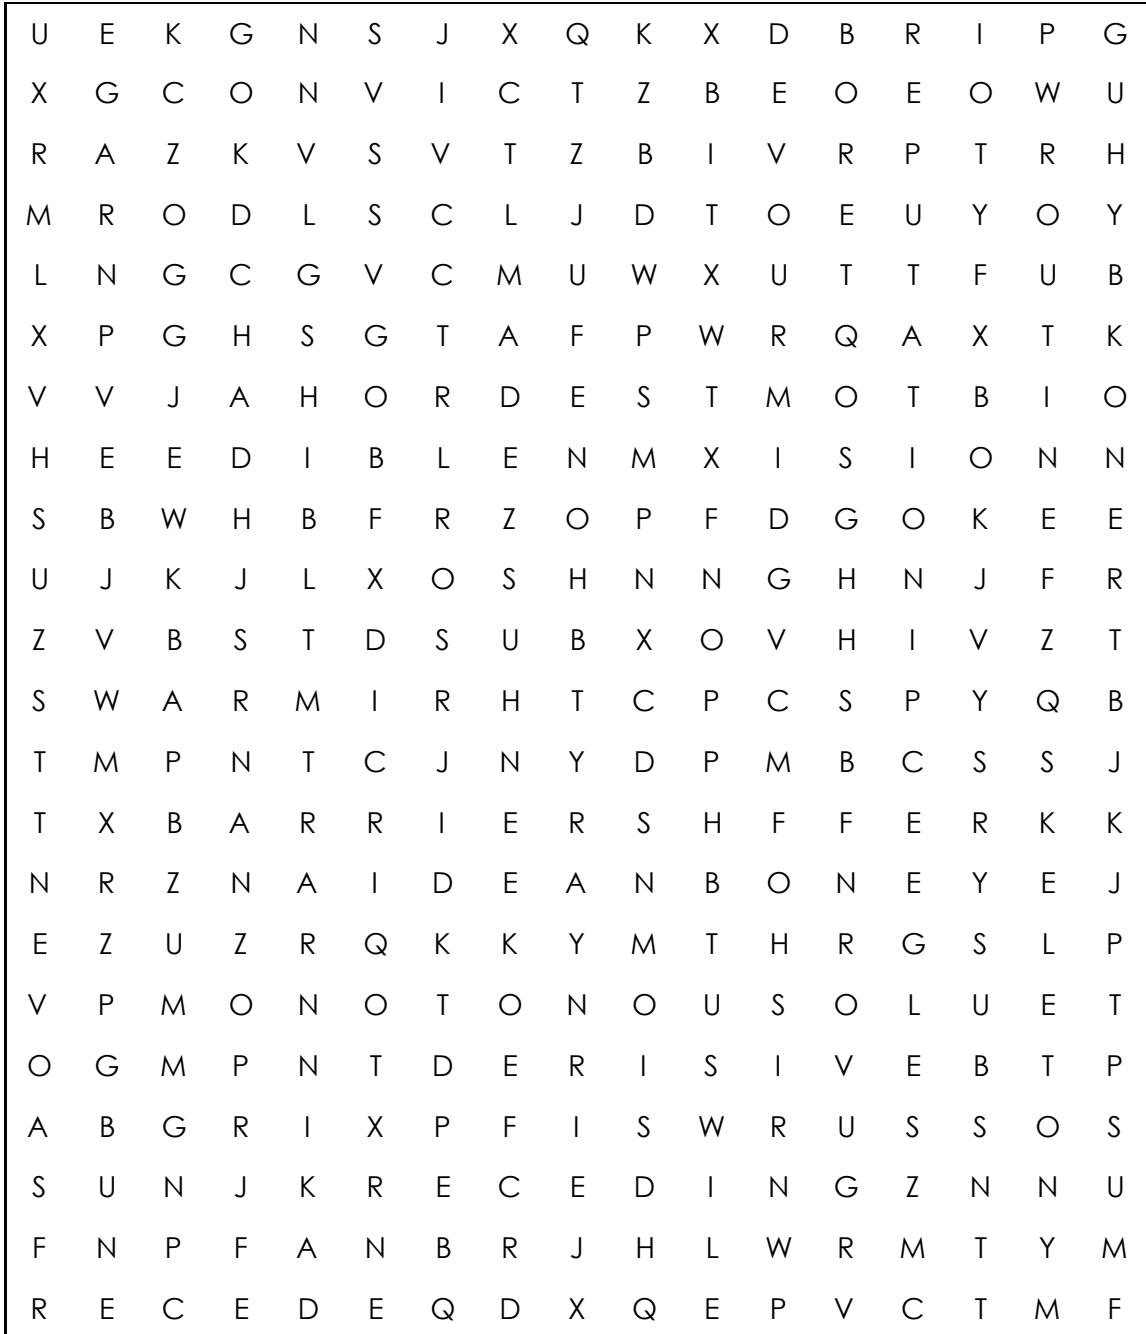 U E K G N S J X Q K X D B R I P G
X G C O N V I C T Z B E O E O W U
R A Z K V S V T Z B I V R P T R H
M R O D L S C L J D T O E U Y O Y
L N G C G V C M U W X U T T F U B
X P G H S G T A F P W R Q A X T K
V V J A H O R D E S T M O T B I O
H E E D I B L E N M X I S I O N N
S B W H B F R Z O P F D G O K E E
U J K J L X O S H N N G H N J F R
Z V B S T D S U B X O V H I V Z T
S W A R M I R H T C P C S P Y Q B
T M P N T C J N Y D P M B C S S J
T X B A R R I E R S H F F E R K K
N R Z N A I D E A N B O N E Y E J
E Z U Z R Q K K Y M T H R G S L P
V P M O N O T O N O U S O L U E T
O G M P N T D E R I S I V E B T P
A B G R I X P F I S W R U S S O S
S U N J K R E C E D I N G Z N N U
F N P F A N B R J H L W R M T Y M
R E C E D E Q D X Q E P V C T M F